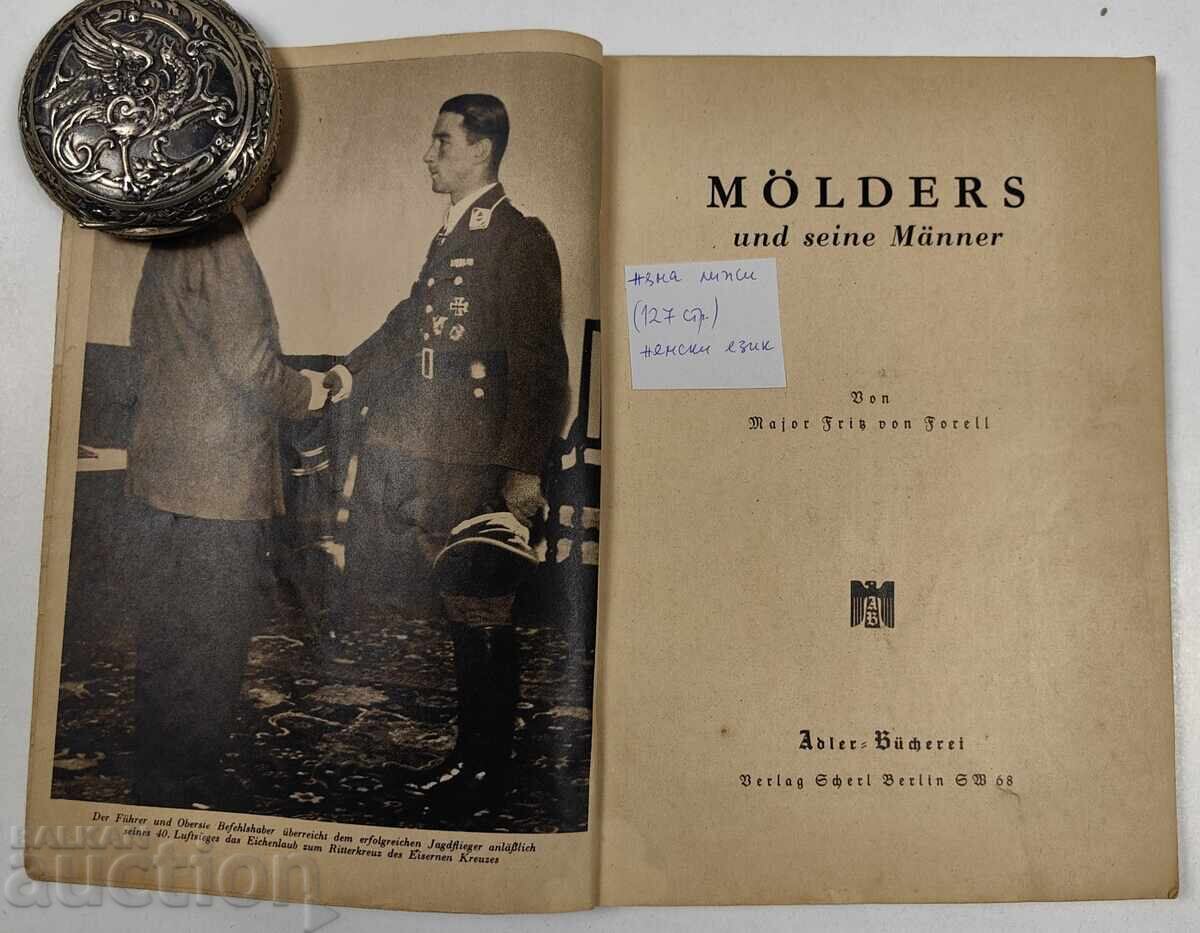 Der Führer und Oberste Befehlshaber überreicht dem erfolgreichen Jagdflieger anläßlich
seines 40. Luftsieges das Eichenlaub zum Ritterkreuz des Eisernen Kreuzes
MÖLDERS
und seine Männer
няма
(127 стр.)
немски език
Von
Major Fritz von Forell
AB
Adler-Bücherei
Verlag Scherl Berlin SW 68
BALKAN
auction